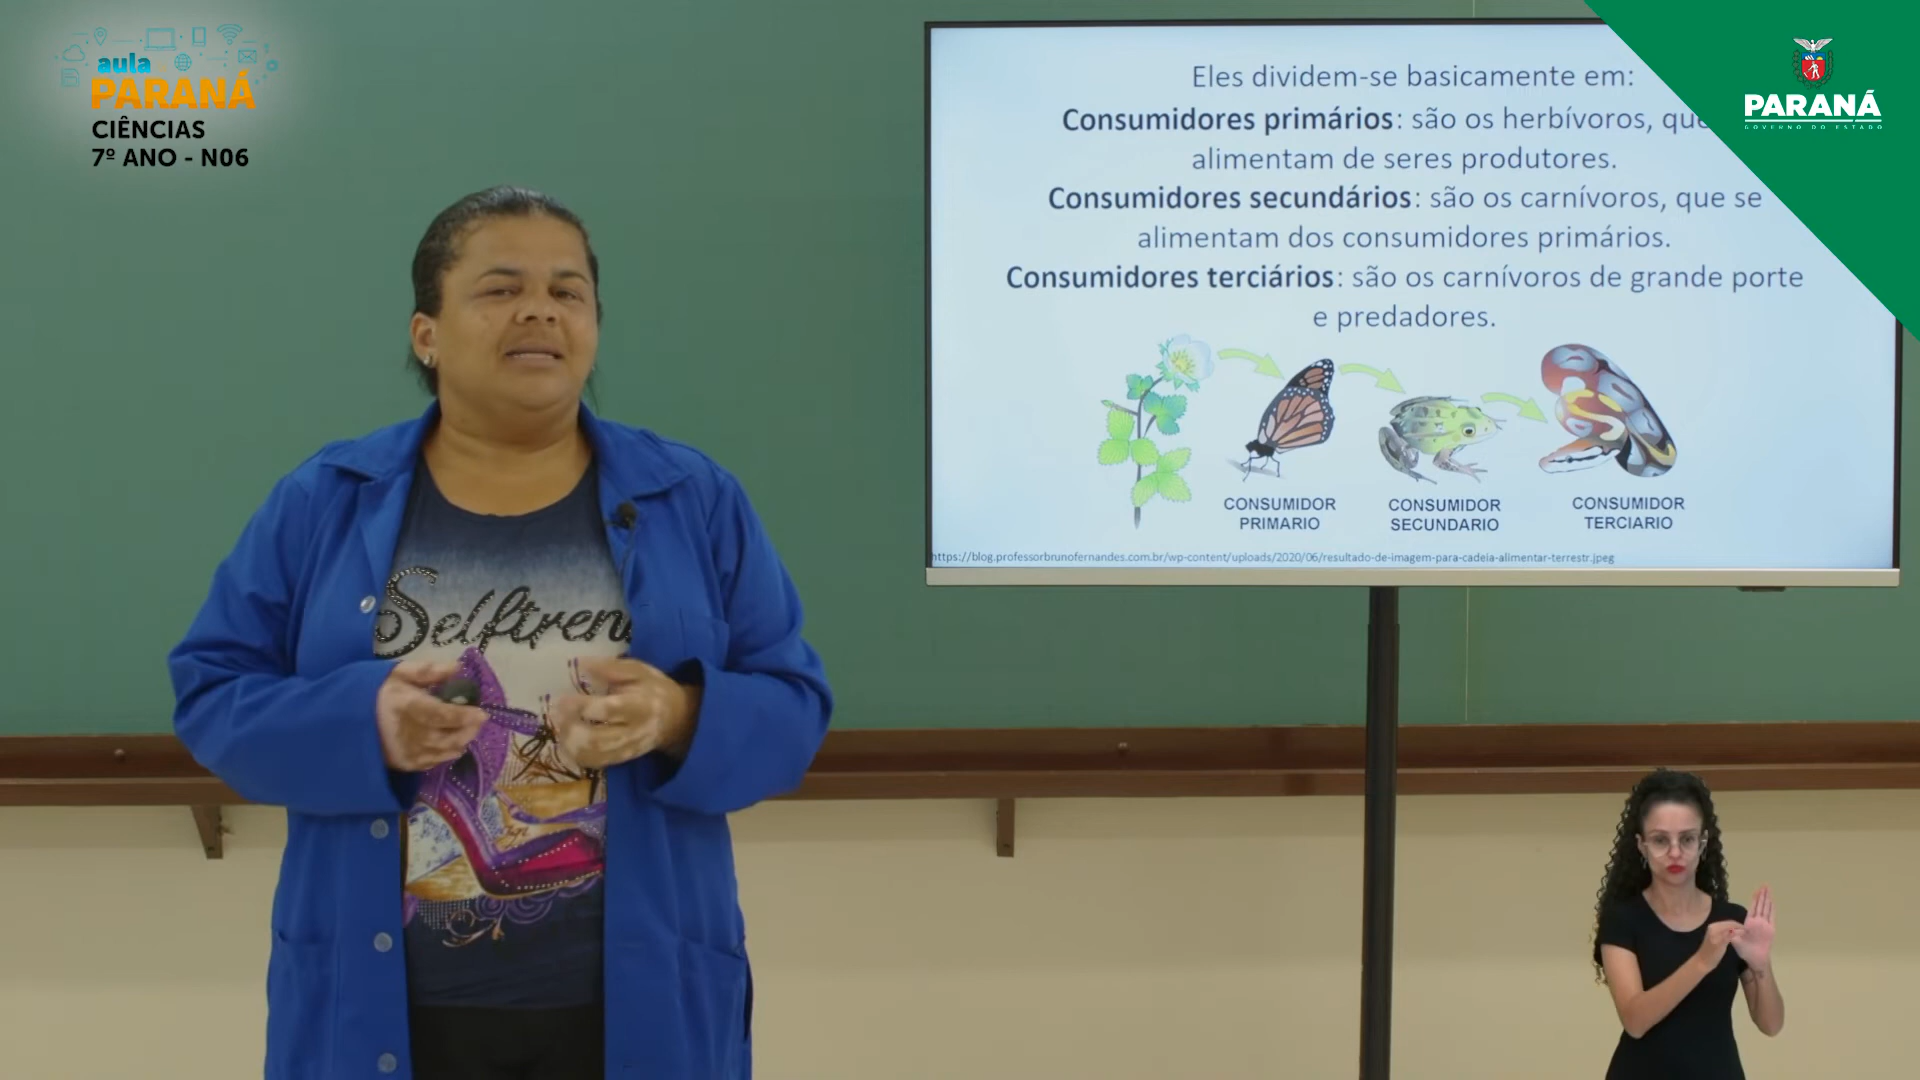 aula
PARANÁ
CIÊNCIAS
7º ANO - N06
Eles dividem-se basicamente em:
Consumidores primários: são os herbívoros, que
alimentam de seres produtores.
Consumidores secundários: são os carnívoros, que se
alimentam dos consumidores primários.
Consumidores terciários: são os carnívoros de grande porte
e predadores.
CONSUMIDOR
PRIMARIO
CONSUMIDOR
SECUNDARIO
CONSUMIDOR
TERCIARIO
https://blog.professorbrunofernandes.com.br/wp-content/uploads/2020/06/resultado-de-imagem-para-cadeia-alimentar-terrestr.jpeg
PARANÁ
GOVERNO DO ESTADO
Selftren